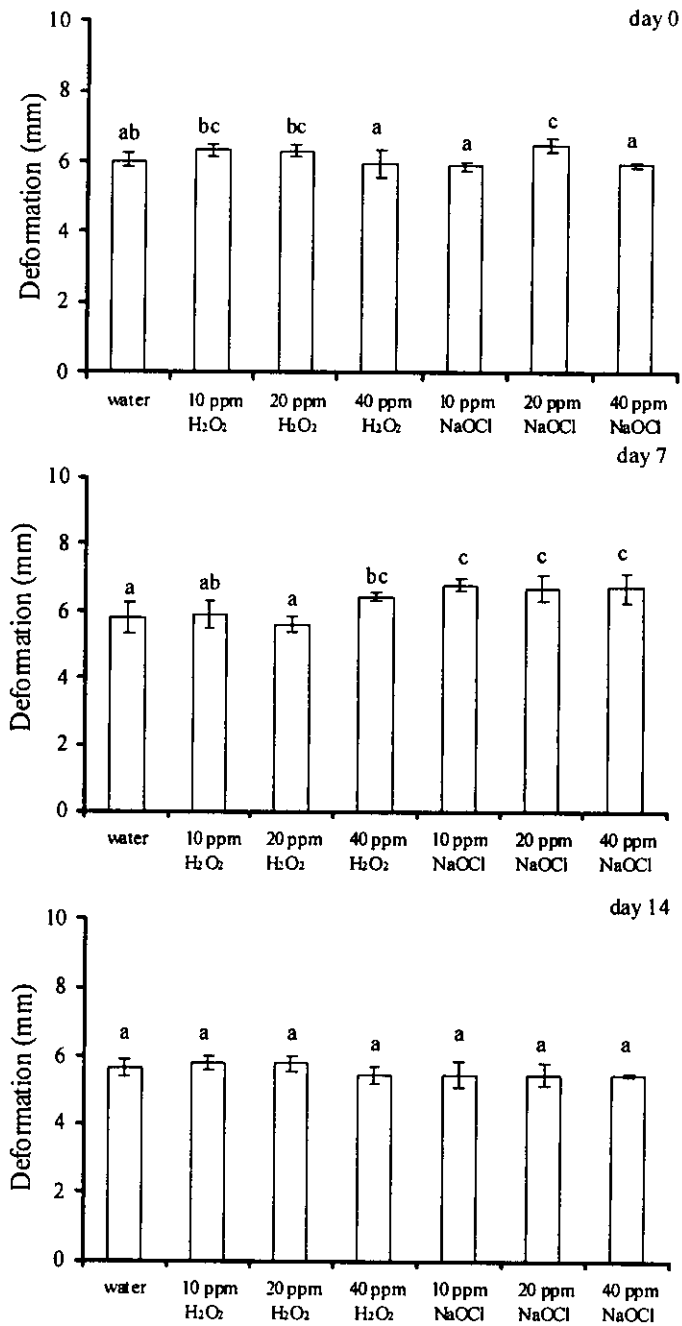 day 0
10
8
6
4
2
0
Deformation (mm)
ab
bc
bc
a
a
c
a
water
10 ppm H₂O₂
20 ppm H₂O₂
40 ppm H₂O₂
10 ppm NaOCl
20 ppm NaOCl
40 ppm NaOCl
day 7
10
8
6
4
2
0
Deformation (mm)
a
ab
a
bc
c
c
c
water
10 ppm H₂O₂
20 ppm H₂O₂
40 ppm H₂O₂
10 ppm NaOCl
20 ppm NaOCl
40 ppm NaOCl
day 14
10
8
6
4
2
0
Deformation (mm)
a
a
a
a
a
a
a
water
10 ppm H₂O₂
20 ppm H₂O₂
40 ppm H₂O₂
10 ppm NaOCl
20 ppm NaOCl
40 ppm NaOCl